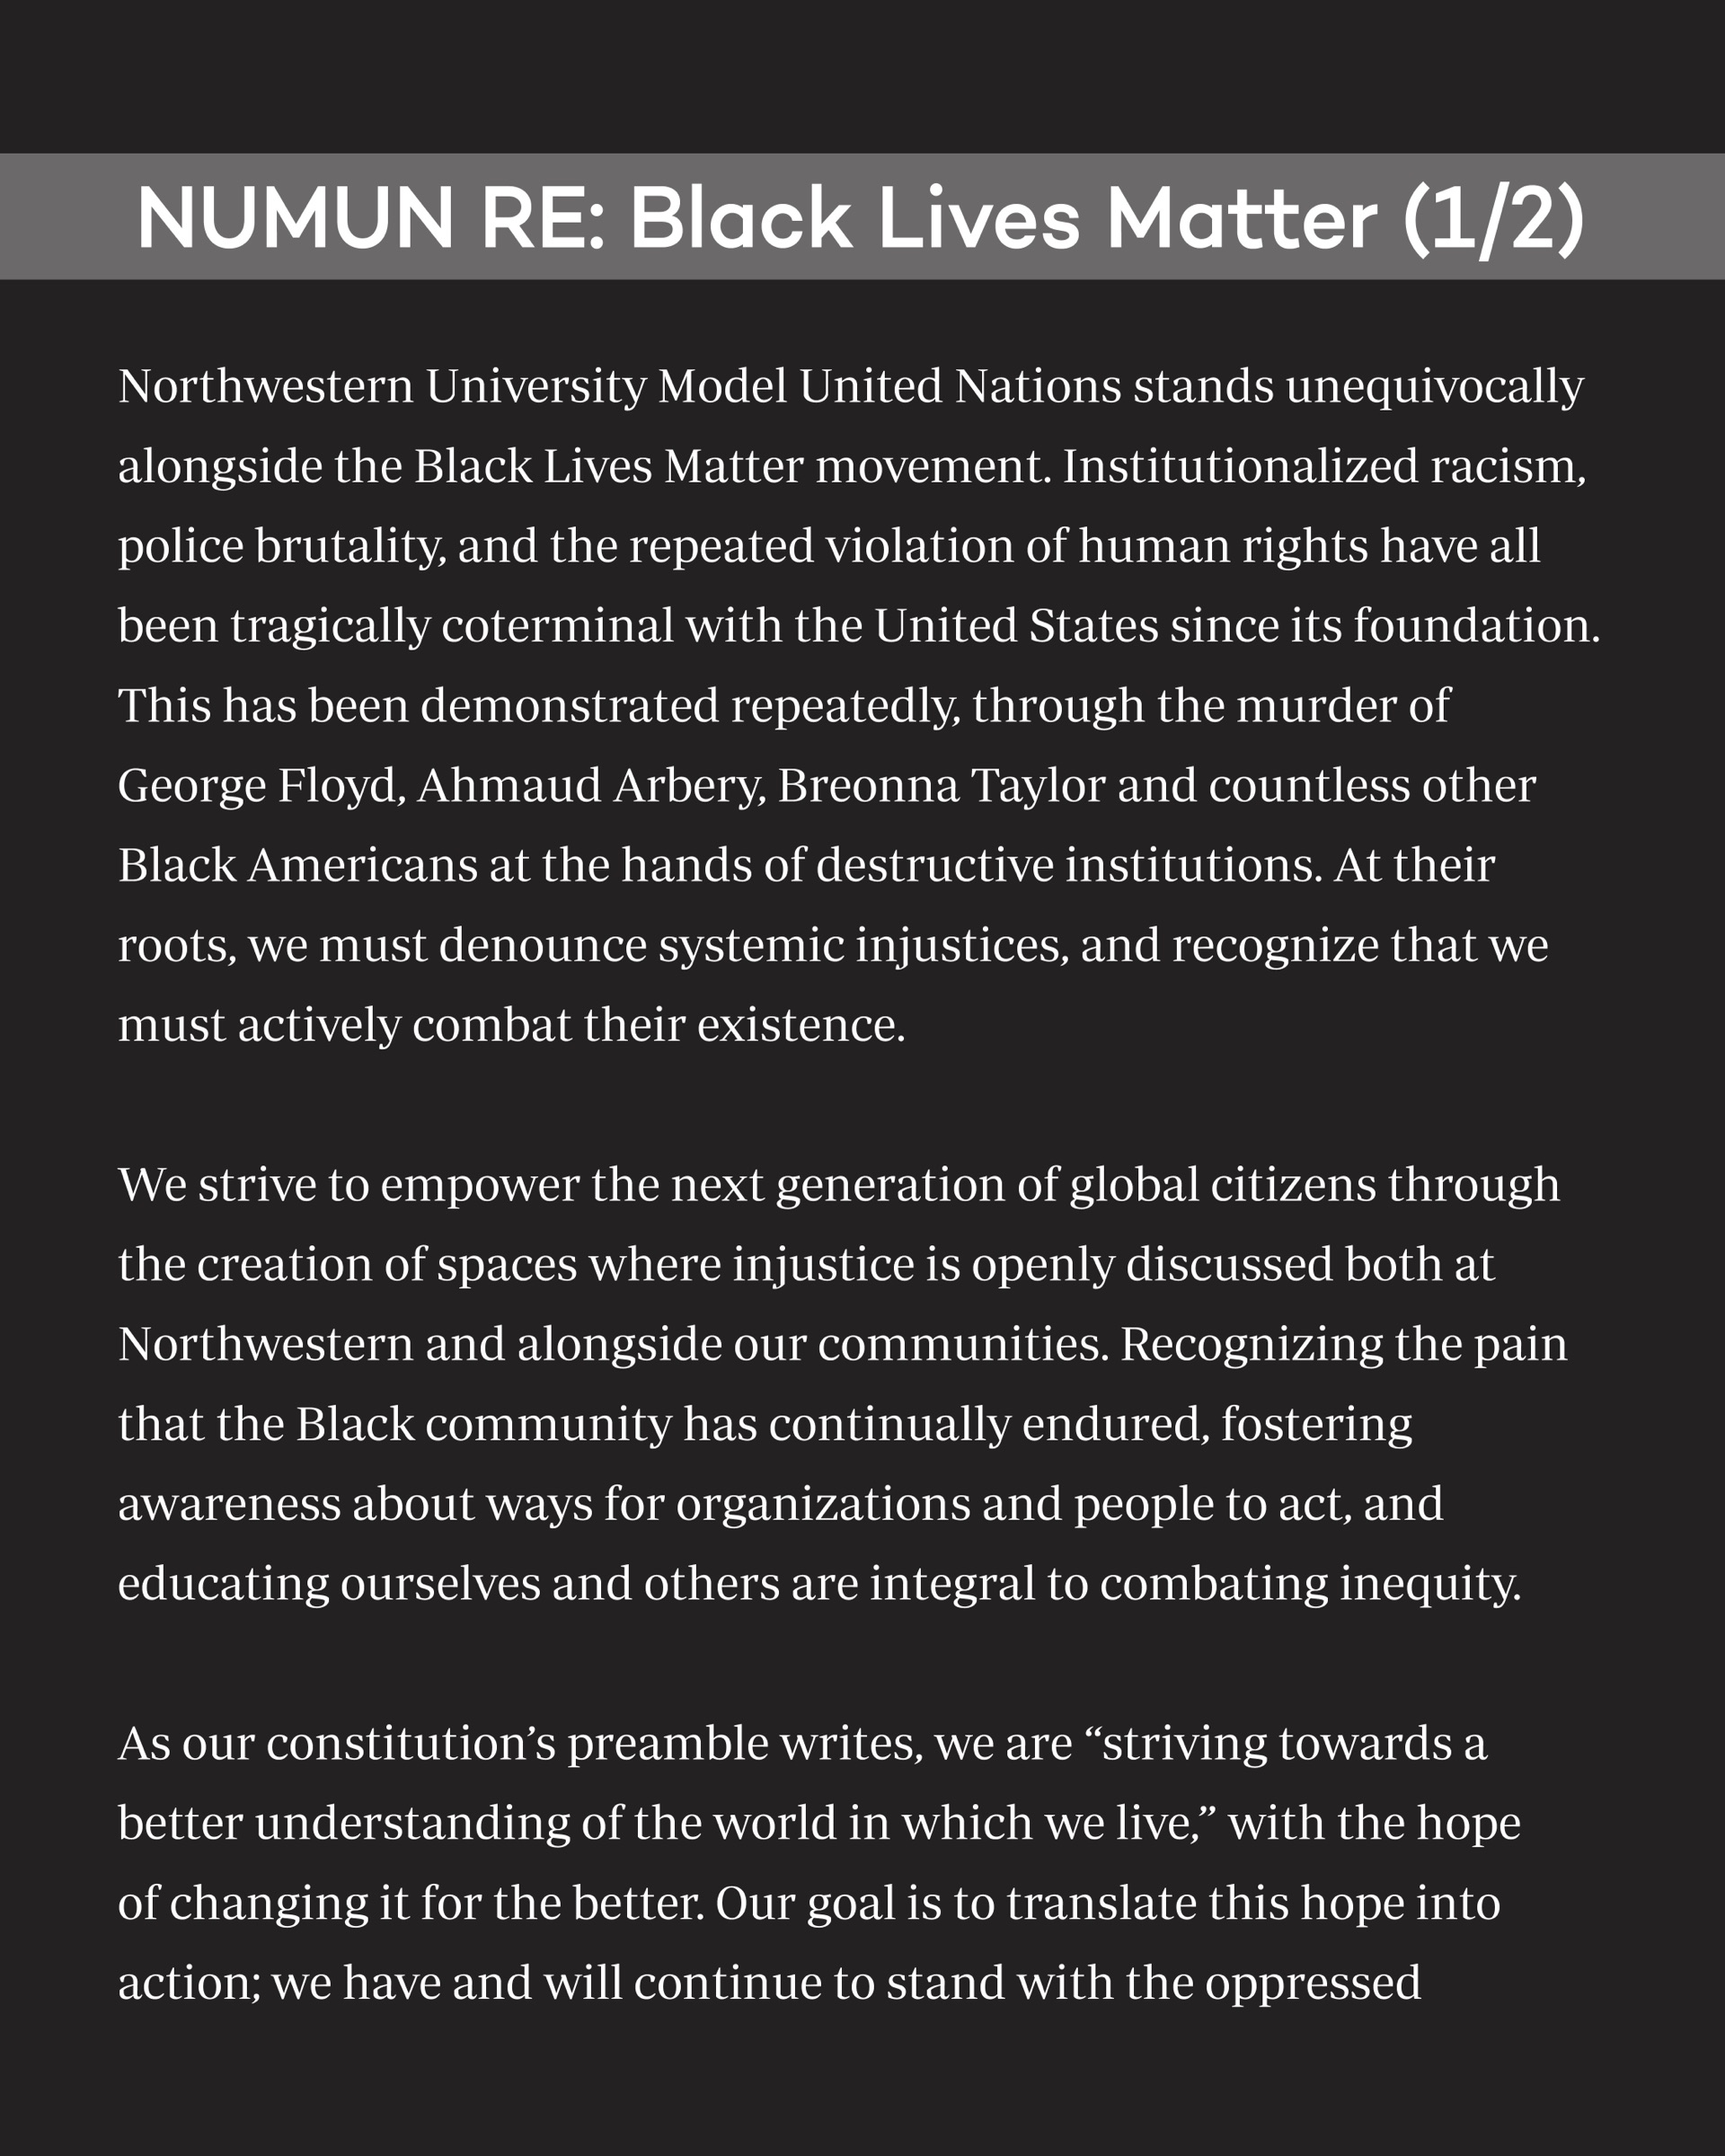 NUMUN RE: Black Lives Matter (1/2)
Northwestern University Model United Nations stands unequivocally
alongside the Black Lives Matter movement. Institutionalized racism,
police brutality, and the repeated violation of human rights have all
been tragically coterminal with the United States since its foundation.
This has been demonstrated repeatedly, through the murder of
George Floyd, Ahmaud Arbery, Breonna Taylor and countless other
Black Americans at the hands of destructive institutions. At their
roots, we must denounce systemic injustices, and recognize that we
must actively combat their existence.
We strive to empower the next generation of global citizens through
the creation of spaces where injustice is openly discussed both at
Northwestern and alongside our communities. Recognizing the pain
that the Black community has continually endured, fostering
awareness about ways for organizations and people to act, and
educating ourselves and others are integral to combating inequity.
As our constitution’s preamble writes, we are “striving towards a
better understanding of the world in which we live,” with the hope
of changing it for the better. Our goal is to translate this hope into
action; we have and will continue to stand with the oppressed